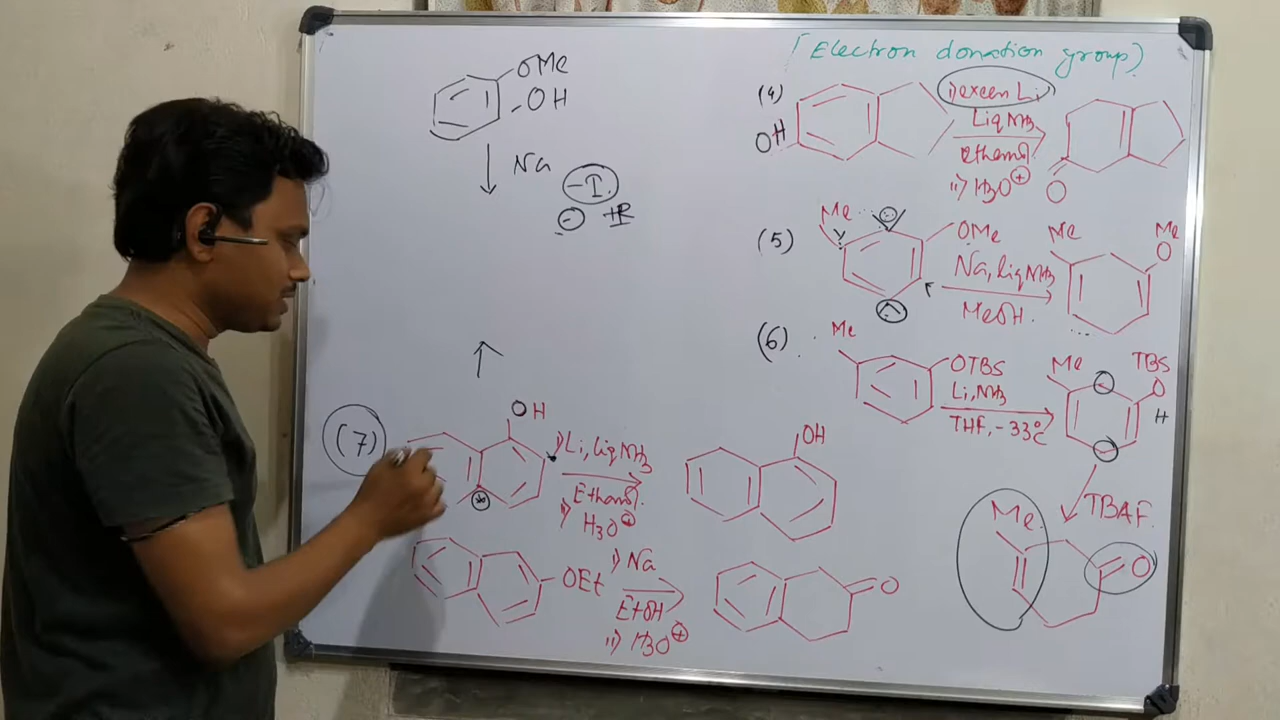 (Electron donation group)
OMe
OH
Na
-I
⊖ +R
(4)
OH
i) excen Li
Liq NH3
Ethanol
ii) H3O⊕
O
(5)
Me
OMe
Na, liq NH3
MeOH.
Me
Me
O
(6)
Me
OTBS
Li, NH3
THF, -33°C
Me
TBS
O
H
TBAF.
Me
O
(7)
OH
i) Li, liq NH3
Ethanol.
ii) H3O⊕
OH
OEt
i) Na
EtOH
ii) H3O⊕
O